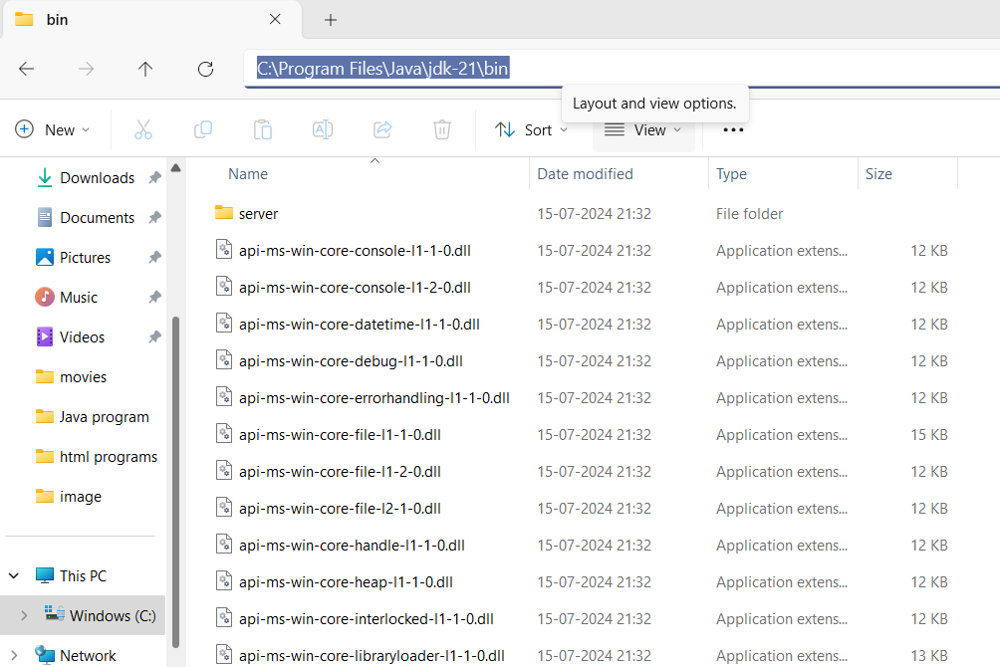 bin
C:\Program Files\Java\jdk-21\bin
Layout and view options.
New
Sort
View
Downloads
Documents
Pictures
Music
Videos
movies
Java program
html programs
image
This PC
Windows (C:)
Network
Name Date modified Type Size
server 15-07-2024 21:32 File folder
api-ms-win-core-console-l1-1-0.dll 15-07-2024 21:32 Application extens... 12 KB
api-ms-win-core-console-l1-2-0.dll 15-07-2024 21:32 Application extens... 12 KB
api-ms-win-core-datetime-l1-1-0.dll 15-07-2024 21:32 Application extens... 12 KB
api-ms-win-core-debug-l1-1-0.dll 15-07-2024 21:32 Application extens... 12 KB
api-ms-win-core-errorhandling-l1-1-0.dll 15-07-2024 21:32 Application extens... 12 KB
api-ms-win-core-file-l1-1-0.dll 15-07-2024 21:32 Application extens... 15 KB
api-ms-win-core-file-l1-2-0.dll 15-07-2024 21:32 Application extens... 12 KB
api-ms-win-core-file-l2-1-0.dll 15-07-2024 21:32 Application extens... 12 KB
api-ms-win-core-handle-l1-1-0.dll 15-07-2024 21:32 Application extens... 12 KB
api-ms-win-core-heap-l1-1-0.dll 15-07-2024 21:32 Application extens... 12 KB
api-ms-win-core-interlocked-l1-1-0.dll 15-07-2024 21:32 Application extens... 12 KB
api-ms-win-core-libraryloader-l1-1-0.dll 15-07-2024 21:32 Application extens... 13 KB